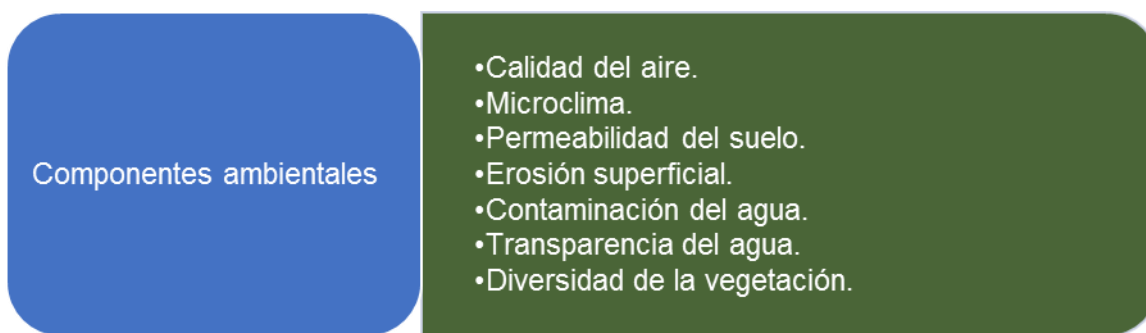 Componentes ambientales
•Calidad del aire.
•Microclima.
•Permeabilidad del suelo.
•Erosión superficial.
•Contaminación del agua.
•Transparencia del agua.
•Diversidad de la vegetación.